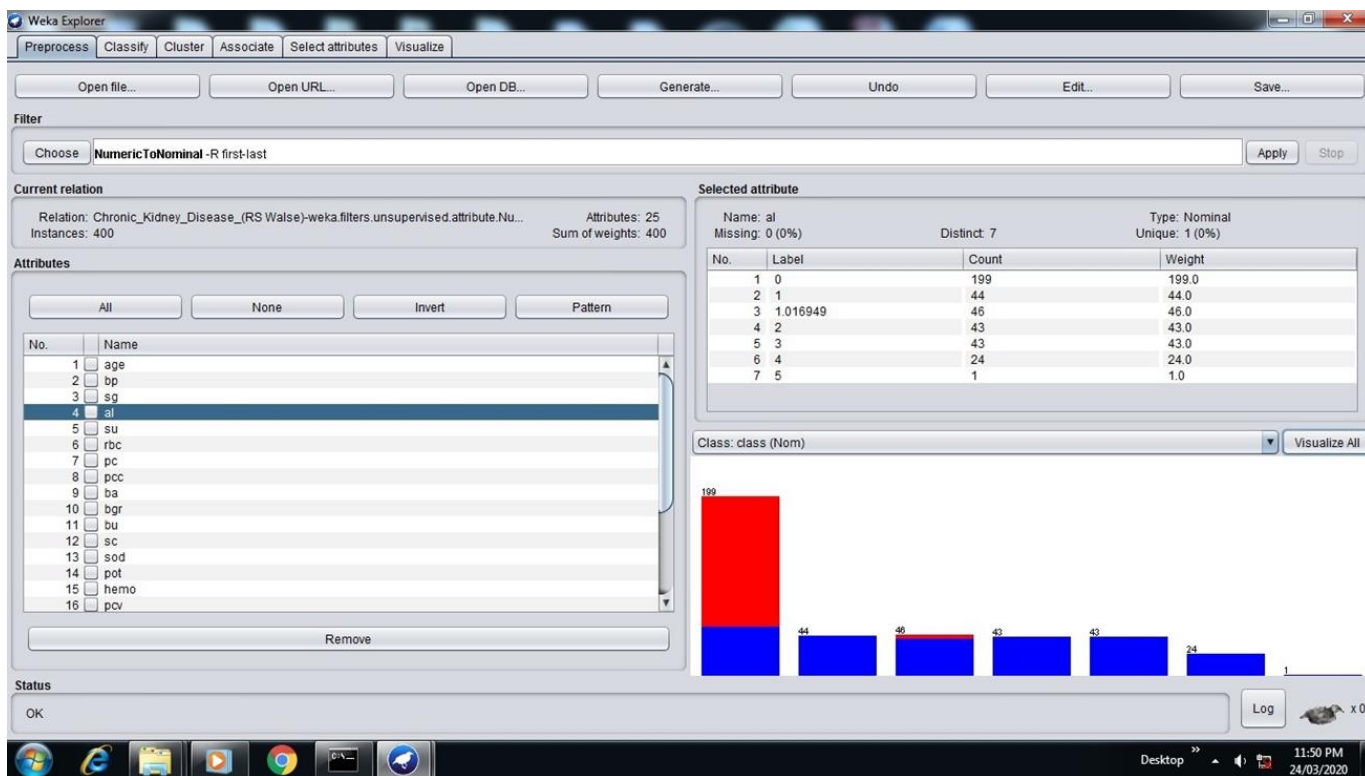 Weka Explorer
Preprocess Classify Cluster Associate Select attributes Visualize
Open file... Open URL... Open DB... Generate... Undo Edit... Save...
Filter
Choose NumericToNominal -R first-last Apply Stop
Current relation
Relation: Chronic_Kidney_Disease_(RS Walse)-weka.filters.unsupervised.attribute.Nu... Attributes: 25
Instances: 400 Sum of weights: 400
Attributes
All None Invert Pattern
No. Name
1 age
2 bp
3 sg
4 al
5 su
6 rbc
7 pc
8 pcc
9 ba
10 bgr
11 bu
12 sc
13 sod
14 pot
15 hemo
16 pcv
Remove
Selected attribute
Name: al Type: Nominal
Missing: 0 (0%) Distinct: 7 Unique: 1 (0%)
No. Label Count Weight
1 0 199 199.0
2 1 44 44.0
3 1.016949 46 46.0
4 2 43 43.0
5 3 43 43.0
6 4 24 24.0
7 5 1 1.0
Class: class (Nom) Visualize All
199
44 46 43 43
24
1
Status
OK Log x 0
C:\
Desktop » 11:50 PM
24/03/2020